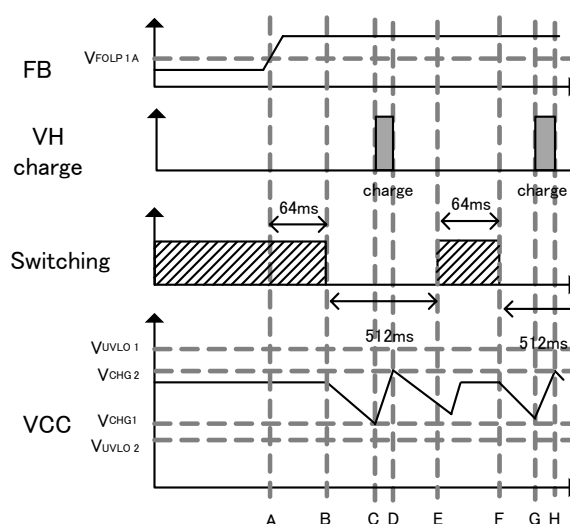 VFOLP1A
FB
VH
charge
charge
charge
64ms
64ms
Switching
512ms
512ms
VUVLO1
VCHG2
VCHG1
VCC
VUVLO2
A B C D E F G H